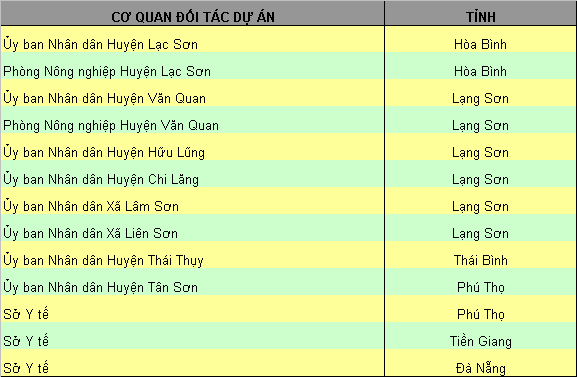 CƠ QUAN ĐỐI TÁC DỰ ÁN TỈNH
Ủy ban Nhân dân Huyện Lạc Sơn Hòa Bình
Phòng Nông nghiệp Huyện Lạc Sơn Hòa Bình
Ủy ban Nhân dân Huyện Văn Quan Lạng Sơn
Phòng Nông nghiệp Huyện Văn Quan Lạng Sơn
Ủy ban Nhân dân Huyện Hữu Lũng Lạng Sơn
Ủy ban Nhân dân Huyện Chi Lăng Lạng Sơn
Ủy ban Nhân dân Xã Lâm Sơn Lạng Sơn
Ủy ban Nhân dân Xã Liên Sơn Lạng Sơn
Ủy ban Nhân dân Huyện Thái Thụy Thái Bình
Ủy ban Nhân dân Huyện Tân Sơn Phú Thọ
Sở Y tế Phú Thọ
Sở Y tế Tiền Giang
Sở Y tế Đà Nẵng